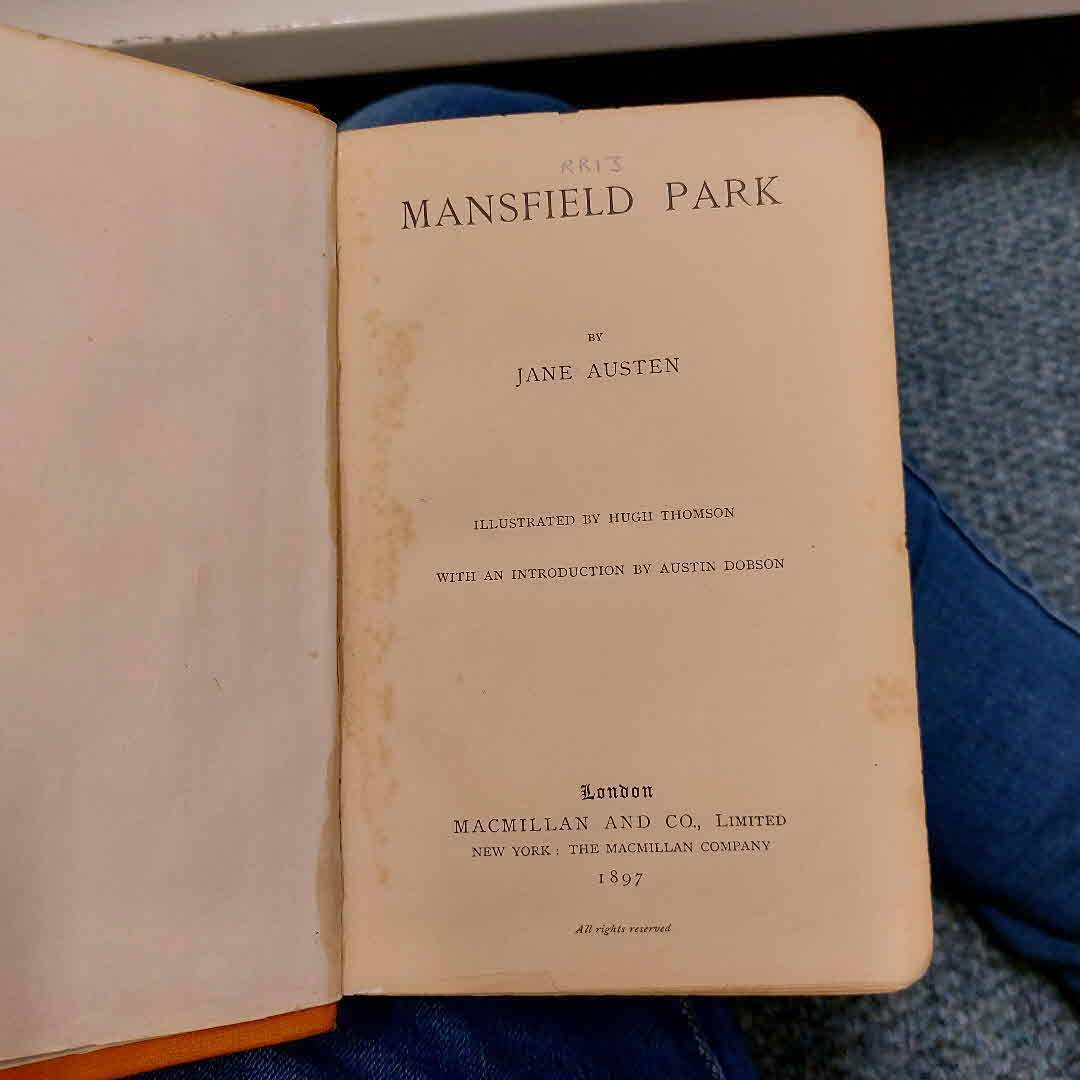 RR13
MANSFIELD PARK
BY
JANE AUSTEN
ILLUSTRATED BY HUGH THOMSON
WITH AN INTRODUCTION BY AUSTIN DOBSON
London
MACMILLAN AND CO., LIMITED
NEW YORK: THE MACMILLAN COMPANY
1897
All rights reserved